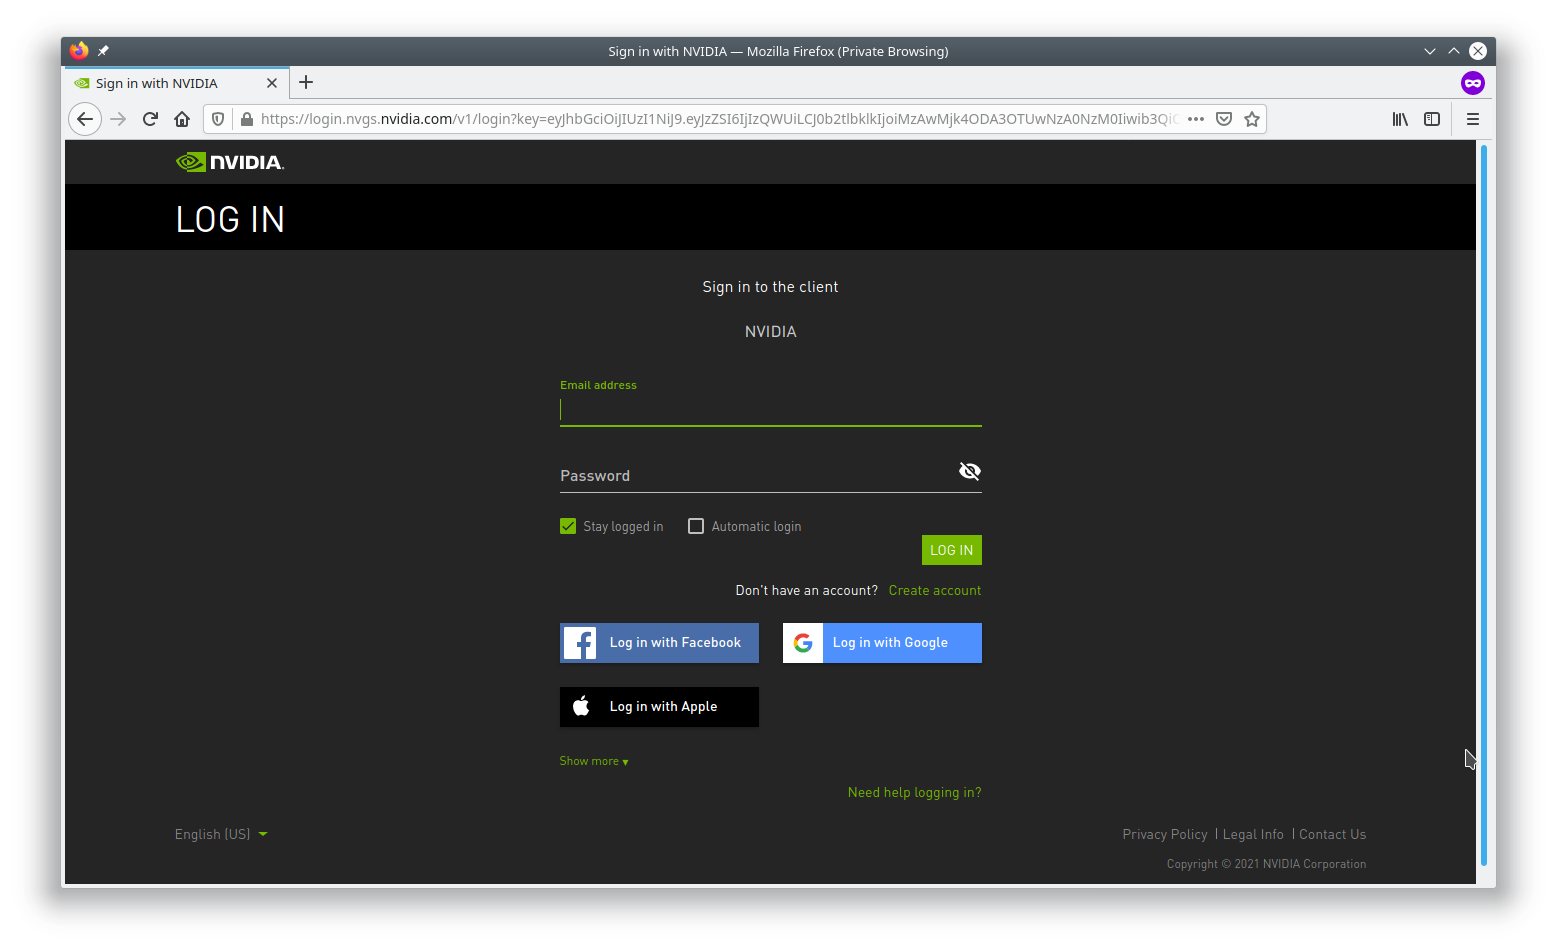 Sign in with NVIDIA — Mozilla Firefox (Private Browsing)
Sign in with NVIDIA
https://login.nvgs.nvidia.com/v1/login?key=eyJhbGciOiJIUzI1NiJ9.eyJzZSI6IjIzQWUiLCJ0b2tlbklkIjoiMzAwMjk4ODA3OTUwNzA0NzM0Iiwib3QiO
NVIDIA.
LOG IN
Sign in to the client
NVIDIA
Email address
Password
Stay logged in Automatic login
LOG IN
Don't have an account? Create account
Log in with Facebook Log in with Google
Log in with Apple
Show more ▾
Need help logging in?
English (US) Privacy Policy | Legal Info | Contact Us
Copyright © 2021 NVIDIA Corporation